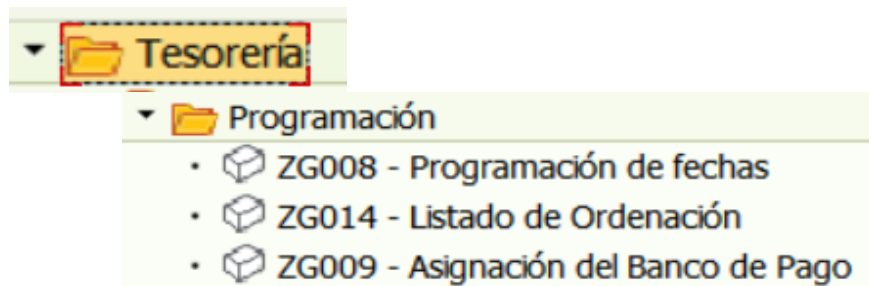 Tesorería
Programación
ZG008 - Programación de fechas
ZG014 - Listado de Ordenación
ZG009 - Asignación del Banco de Pago